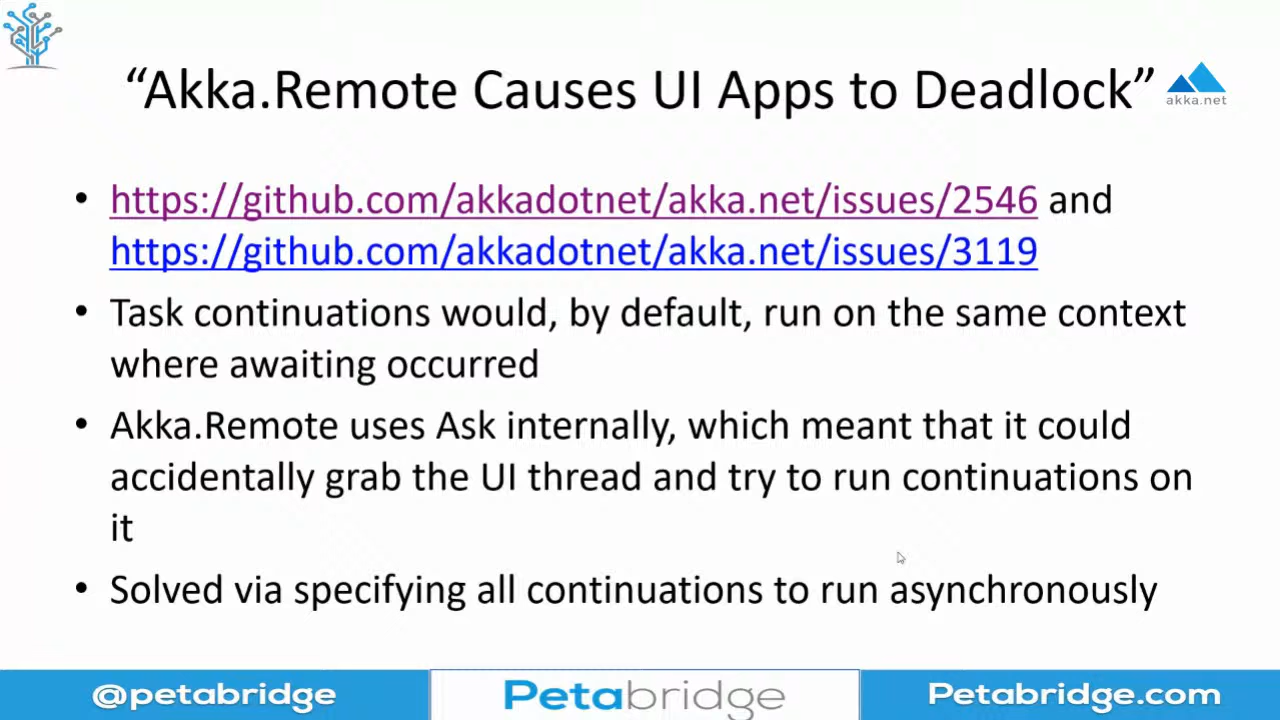 “Akka.Remote Causes UI Apps to Deadlock”
akka.net
• https://github.com/akkadotnet/akka.net/issues/2546 and
https://github.com/akkadotnet/akka.net/issues/3119
• Task continuations would, by default, run on the same context
where awaiting occurred
• Akka.Remote uses Ask internally, which meant that it could
accidentally grab the UI thread and try to run continuations on
it
• Solved via specifying all continuations to run asynchronously
@petabridge
Petabridge
Petabridge.com